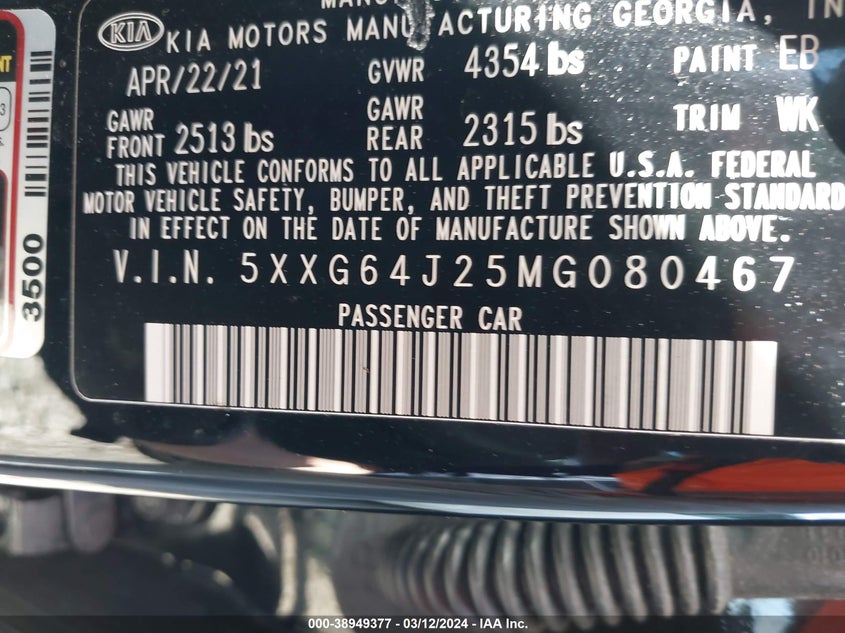 KIA KIA MOTORS MANUFACTURING GEORGIA, IN
APR/22/21 GVWR 4354 lbs PAINT EB
GAWR FRONT 2513 lbs GAWR REAR 2315 lbs TRIM WK
THIS VEHICLE CONFORMS TO ALL APPLICABLE U.S.A. FEDERAL
MOTOR VEHICLE SAFETY, BUMPER, AND THEFT PREVENTION STANDARD
IN EFFECT ON THE DATE OF MANUFACTURE SHOWN ABOVE.
V.I.N. 5XXG64J25MG080467
PASSENGER CAR
3500
000-38949377 - 03/12/2024 - IAA, Inc.